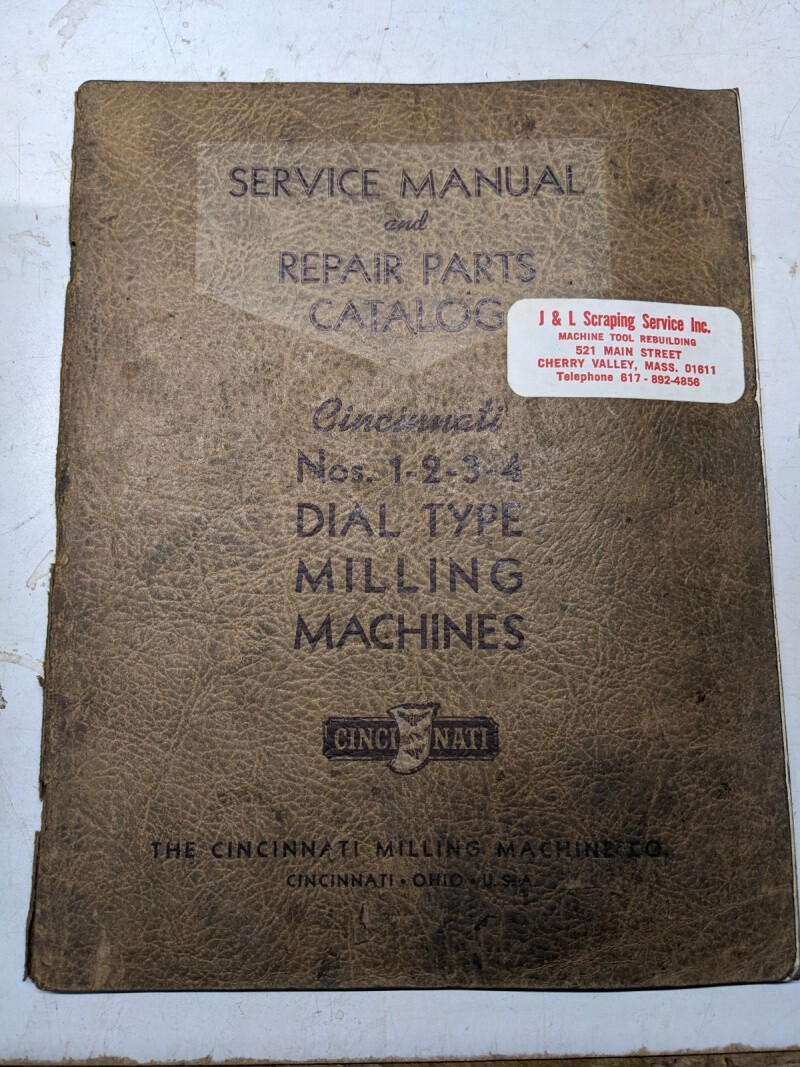 SERVICE MANUAL
and
REPAIR PARTS
CATALOG
J & L Scraping Service Inc.
MACHINE TOOL REBUILDING
521 MAIN STREET
CHERRY VALLEY, MASS. 01611
Telephone 617-892-4856
Cincinnati
Nos. 1-2-3-4
DIAL TYPE
MILLING
MACHINES
CINCINNATI
THE CINCINNATI MILLING MACHINE CO.
CINCINNATI • OHIO • U.S.A.